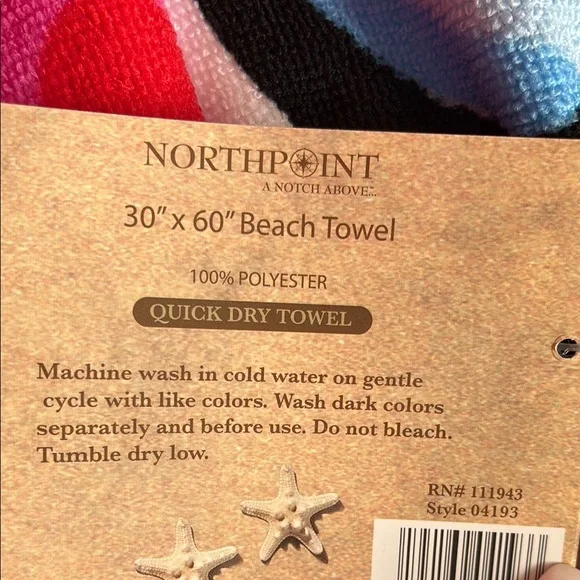 NORTHPOINT
A NOTCH ABOVE™...
30" x 60" Beach Towel
100% POLYESTER
QUICK DRY TOWEL
Machine wash in cold water on gentle
cycle with like colors. Wash dark colors
separately and before use. Do not bleach.
Tumble dry low.
RN# 111943
Style 04193